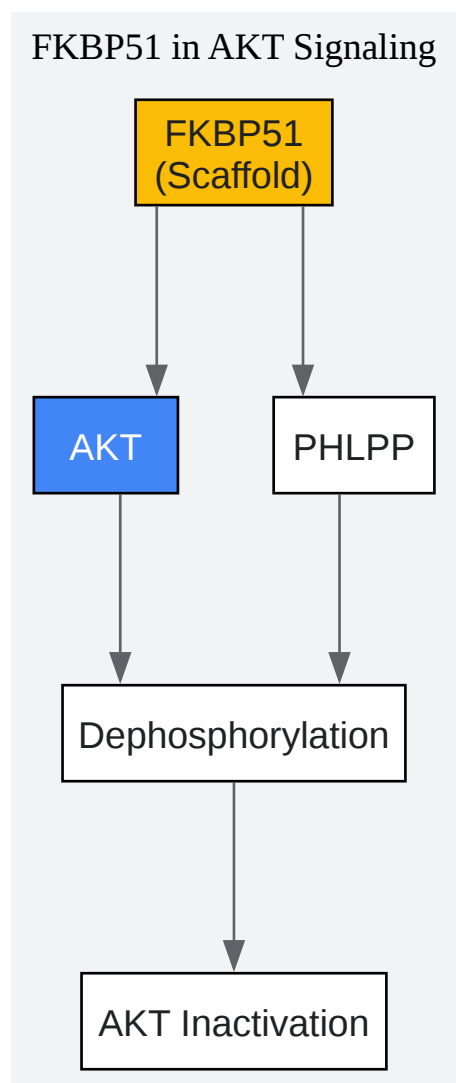 FKBP51 in AKT Signaling
FKBP51
(Scaffold)
AKT
PHLPP
Dephosphorylation
AKT Inactivation